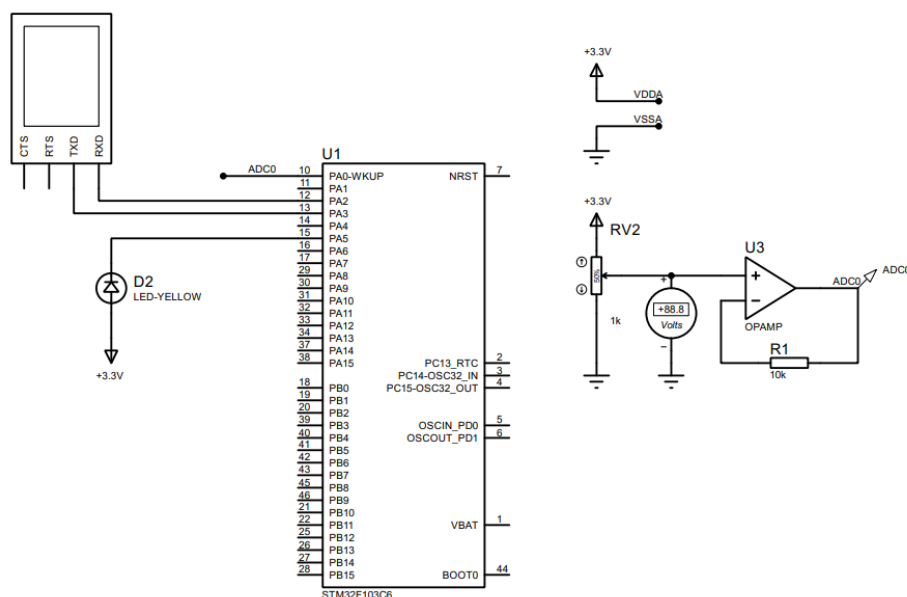 CTS
RTS
TXD
RXD
+3.3V
VDDA
VSSA
U1
ADC0
10 PA0-WKUP
11 PA1
12 PA2
13 PA3
14 PA4
15 PA5
16 PA6
17 PA7
29 PA8
30 PA9
31 PA10
32 PA11
33 PA12
34 PA13
37 PA14
38 PA15
18 PB0
19 PB1
20 PB2
39 PB3
40 PB4
41 PB5
42 PB6
43 PB7
45 PB8
46 PB9
21 PB10
22 PB11
25 PB12
26 PB13
27 PB14
28 PB15
NRST 7
PC13_RTC 2
PC14-OSC32_IN 3
PC15-OSC32_OUT 4
OSCIN_PD0 5
OSCOUT_PD1 6
VBAT 1
BOOT0 44
STM32F103C6
D2
LED-YELLOW
+3.3V
+3.3V
RV2
50%
1k
+
+88.8
Volts
−
U3
+
−
OPAMP
ADC0
ADC0
R1
10k